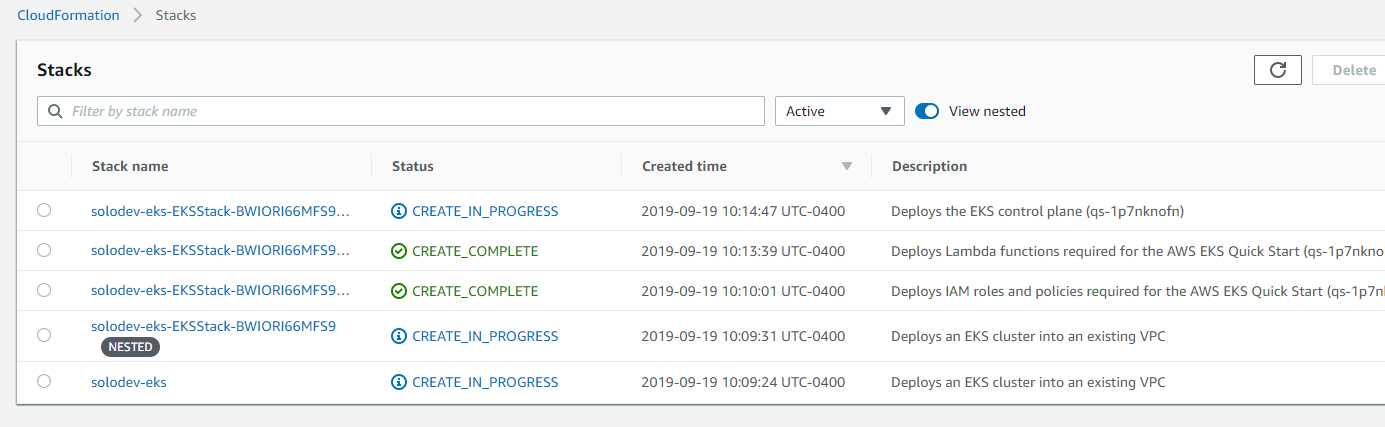 CloudFormation > Stacks
Stacks
Delete
Filter by stack name
Active
View nested
Stack name Status Created time Description
solodev-eks-EKSStack-BWIORI66MFS9... CREATE_IN_PROGRESS 2019-09-19 10:14:47 UTC-0400 Deploys the EKS control plane (qs-1p7nknofn)
solodev-eks-EKSStack-BWIORI66MFS9... CREATE_COMPLETE 2019-09-19 10:13:39 UTC-0400 Deploys Lambda functions required for the AWS EKS Quick Start (qs-1p7nkno
solodev-eks-EKSStack-BWIORI66MFS9... CREATE_COMPLETE 2019-09-19 10:10:01 UTC-0400 Deploys IAM roles and policies required for the AWS EKS Quick Start (qs-1p7nl
solodev-eks-EKSStack-BWIORI66MFS9 CREATE_IN_PROGRESS 2019-09-19 10:09:31 UTC-0400 Deploys an EKS cluster into an existing VPC
NESTED
solodev-eks CREATE_IN_PROGRESS 2019-09-19 10:09:24 UTC-0400 Deploys an EKS cluster into an existing VPC